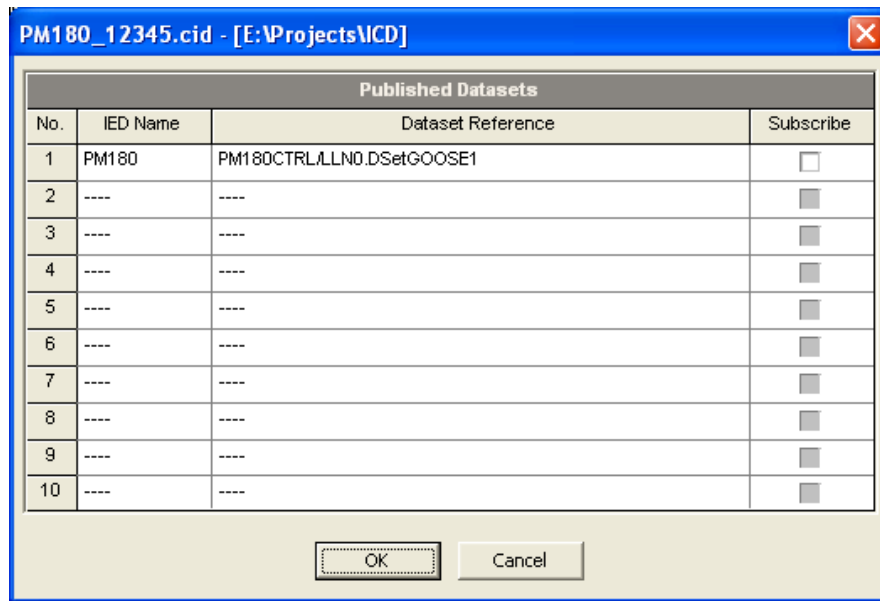 PM180_12345.cid - [E:\Projects\ICD]
Published Datasets
No. IED Name Dataset Reference Subscribe
1 PM180 PM180CTRL/LLN0.DSetGOOSE1
2 ---- ----
3 ---- ----
4 ---- ----
5 ---- ----
6 ---- ----
7 ---- ----
8 ---- ----
9 ---- ----
10 ---- ----
OK Cancel